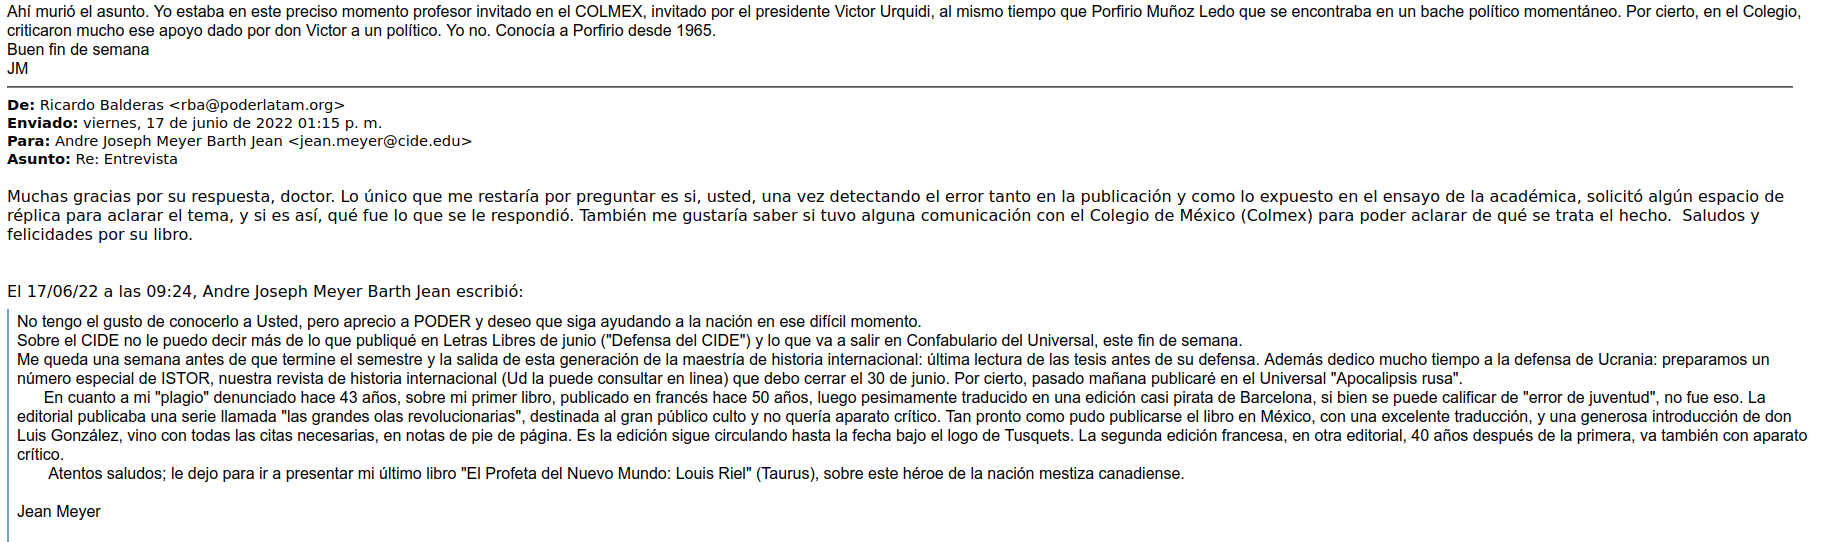 Ahí murió el asunto. Yo estaba en este preciso momento profesor invitado en el COLMEX, invitado por el presidente Victor Urquidi, al mismo tiempo que Porfirio Muñoz Ledo que se encontraba en un bache político momentáneo. Por cierto, en el Colegio,
criticaron mucho ese apoyo dado por don Victor a un político. Yo no. Conocía a Porfirio desde 1965.
Buen fin de semana
JM
De: Ricardo Balderas <rba@poderlatam.org>
Enviado: viernes, 17 de junio de 2022 01:15 p. m.
Para: Andre Joseph Meyer Barth Jean <jean.meyer@cide.edu>
Asunto: Re: Entrevista
Muchas gracias por su respuesta, doctor. Lo único que me restaría por preguntar es si, usted, una vez detectando el error tanto en la publicación y como lo expuesto en el ensayo de la académica, solicitó algún espacio de
réplica para aclarar el tema, y si es así, qué fue lo que se le respondió. También me gustaría saber si tuvo alguna comunicación con el Colegio de México (Colmex) para poder aclarar de qué se trata el hecho.  Saludos y
felicidades por su libro.
El 17/06/22 a las 09:24, Andre Joseph Meyer Barth Jean escribió:
No tengo el gusto de conocerlo a Usted, pero aprecio a PODER y deseo que siga ayudando a la nación en ese difícil momento.
Sobre el CIDE no le puedo decir más de lo que publiqué en Letras Libres de junio ("Defensa del CIDE") y lo que va a salir en Confabulario del Universal, este fin de semana.
Me queda una semana antes de que termine el semestre y la salida de esta generación de la maestría de historia internacional: última lectura de las tesis antes de su defensa. Además dedico mucho tiempo a la defensa de Ucrania: preparamos un
número especial de ISTOR, nuestra revista de historia internacional (Ud la puede consultar en linea) que debo cerrar el 30 de junio. Por cierto, pasado mañana publicaré en el Universal "Apocalipsis rusa".
En cuanto a mi "plagio" denunciado hace 43 años, sobre mi primer libro, publicado en francés hace 50 años, luego pesimamente traducido en una edición casi pirata de Barcelona, si bien se puede calificar de "error de juventud", no fue eso. La
editorial publicaba una serie llamada "las grandes olas revolucionarias", destinada al gran público culto y no quería aparato crítico. Tan pronto como pudo publicarse el libro en México, con una excelente traducción, y una generosa introducción de don
Luis González, vino con todas las citas necesarias, en notas de pie de página. Es la edición sigue circulando hasta la fecha bajo el logo de Tusquets. La segunda edición francesa, en otra editorial, 40 años después de la primera, va también con aparato
crítico.
Atentos saludos; le dejo para ir a presentar mi último libro "El Profeta del Nuevo Mundo: Louis Riel" (Taurus), sobre este héroe de la nación mestiza canadiense.
Jean Meyer